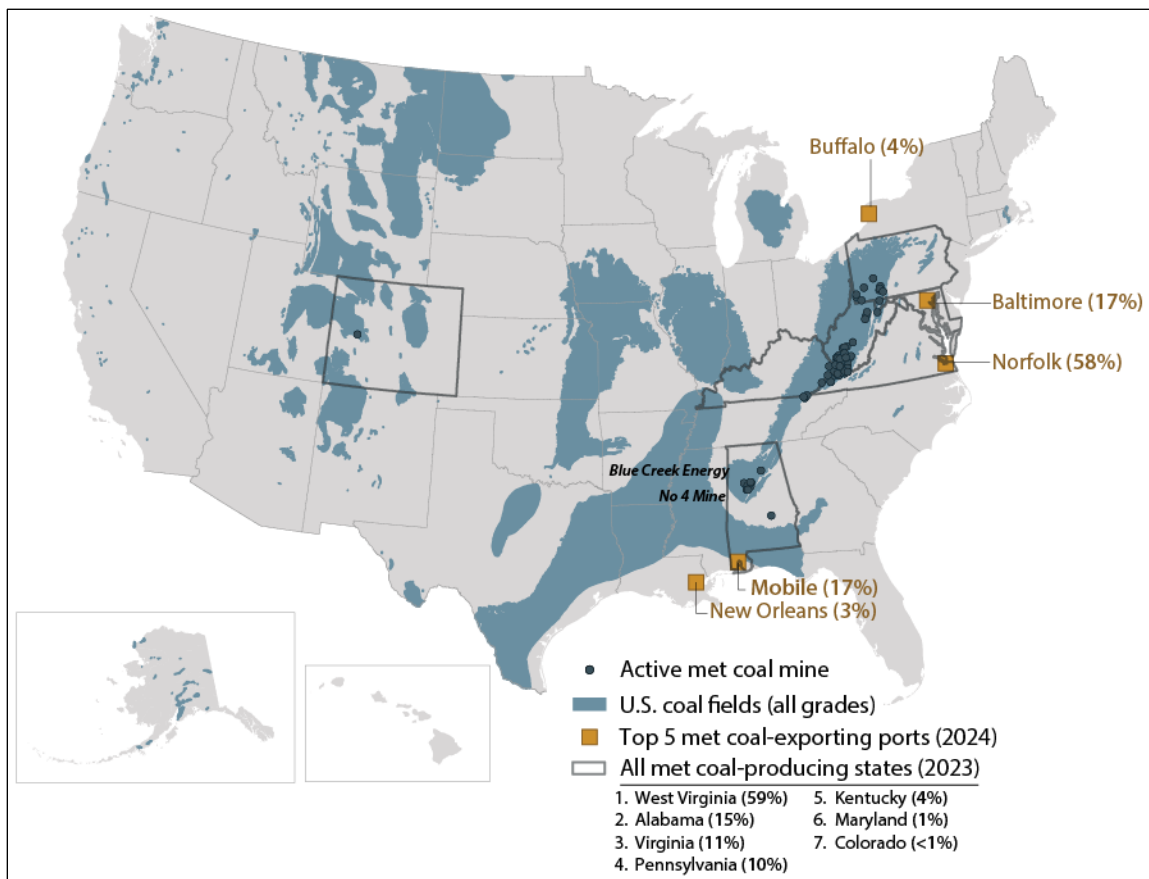 Buffalo (4%)
Baltimore (17%)
Norfolk (58%)
Blue Creek Energy
No 4 Mine
Mobile (17%)
New Orleans (3%)
Active met coal mine
U.S. coal fields (all grades)
Top 5 met coal-exporting ports (2024)
All met coal-producing states (2023)
1. West Virginia (59%)
2. Alabama (15%)
3. Virginia (11%)
4. Pennsylvania (10%)
5. Kentucky (4%)
6. Maryland (1%)
7. Colorado (<1%)